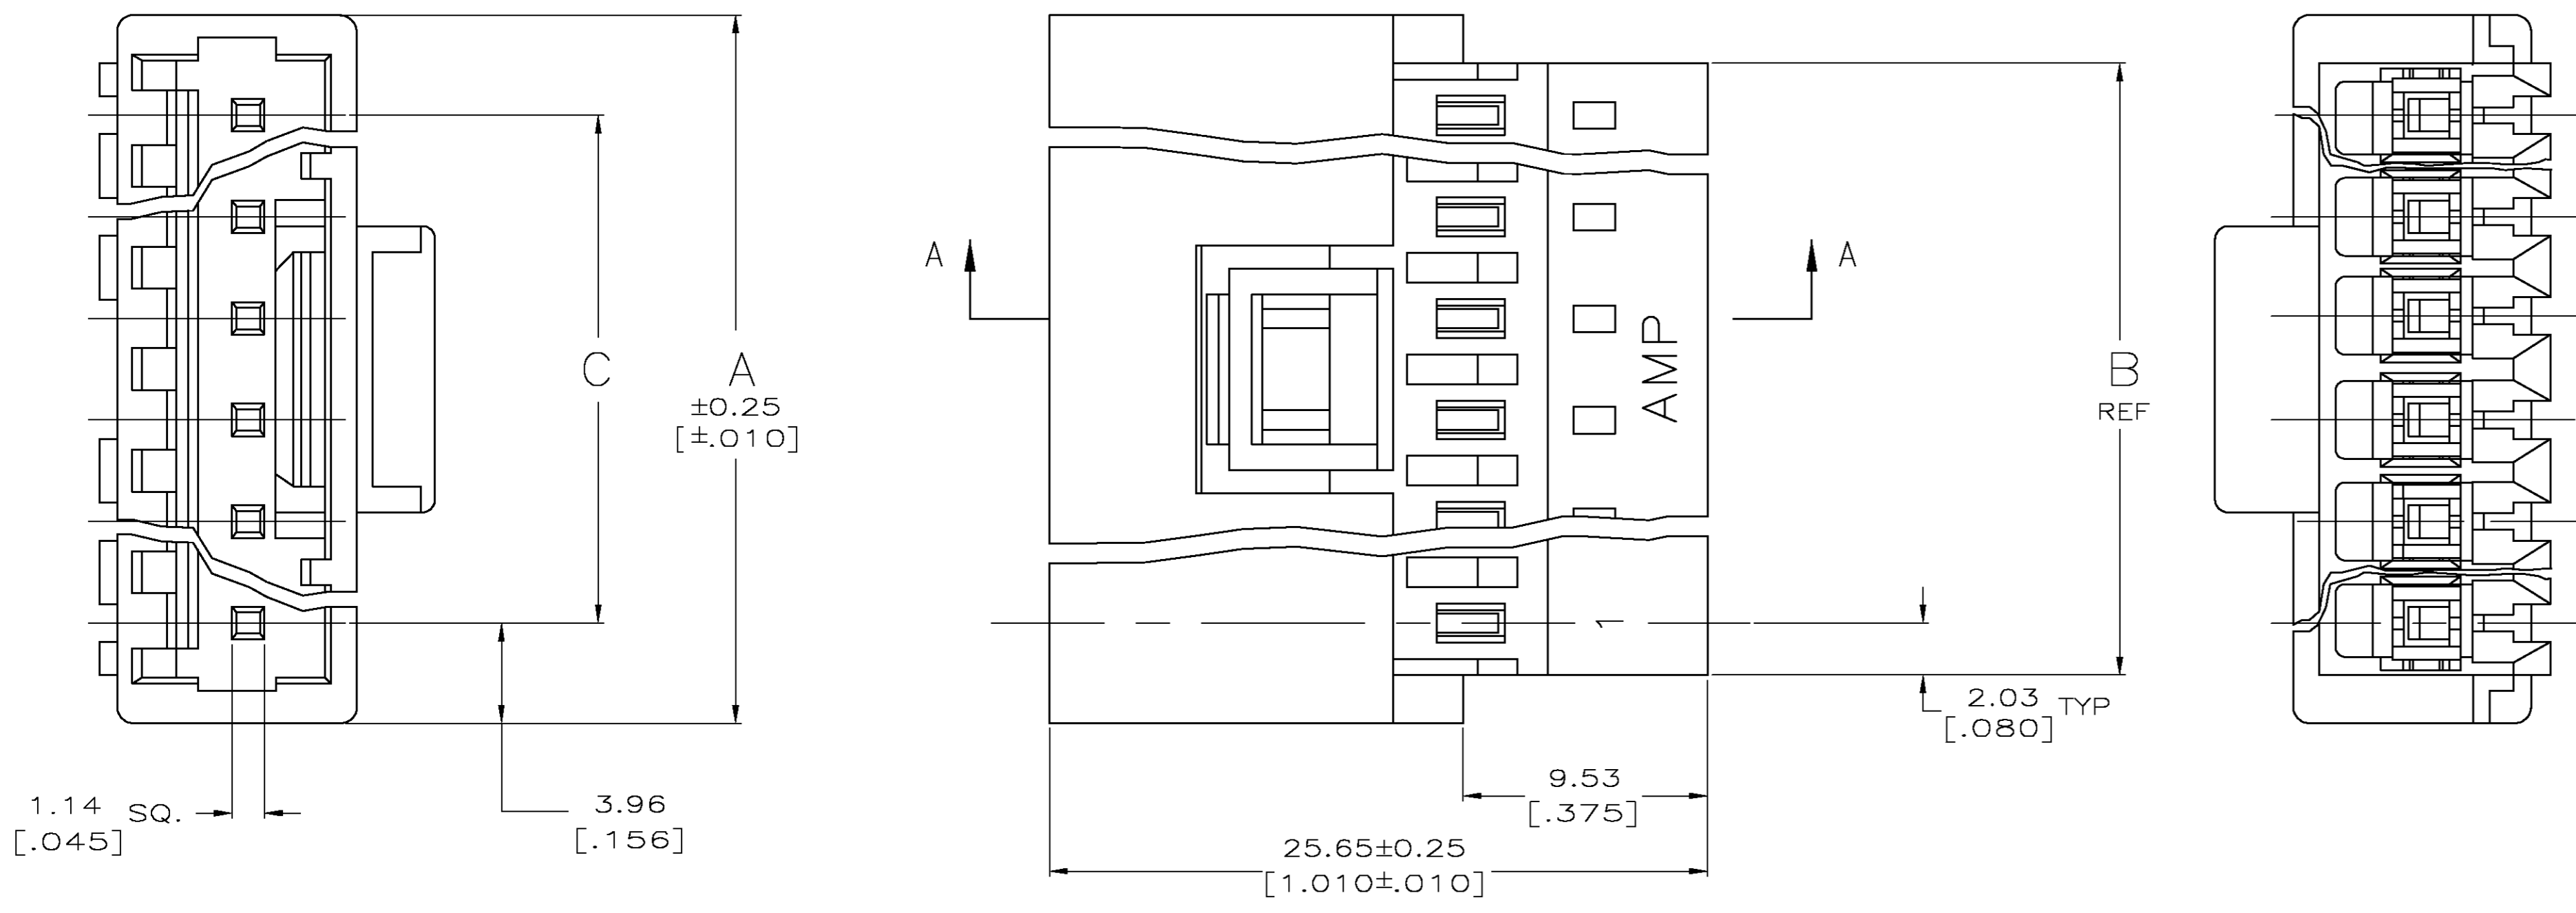 C
A
±0.25
[±.010]
1.14 SQ.
[.045]
3.96
[.156]
A
A
AMP
1
B
REF
2.03 TYP
[.080]
9.53
[.375]
25.65±0.25
[1.010±.010]